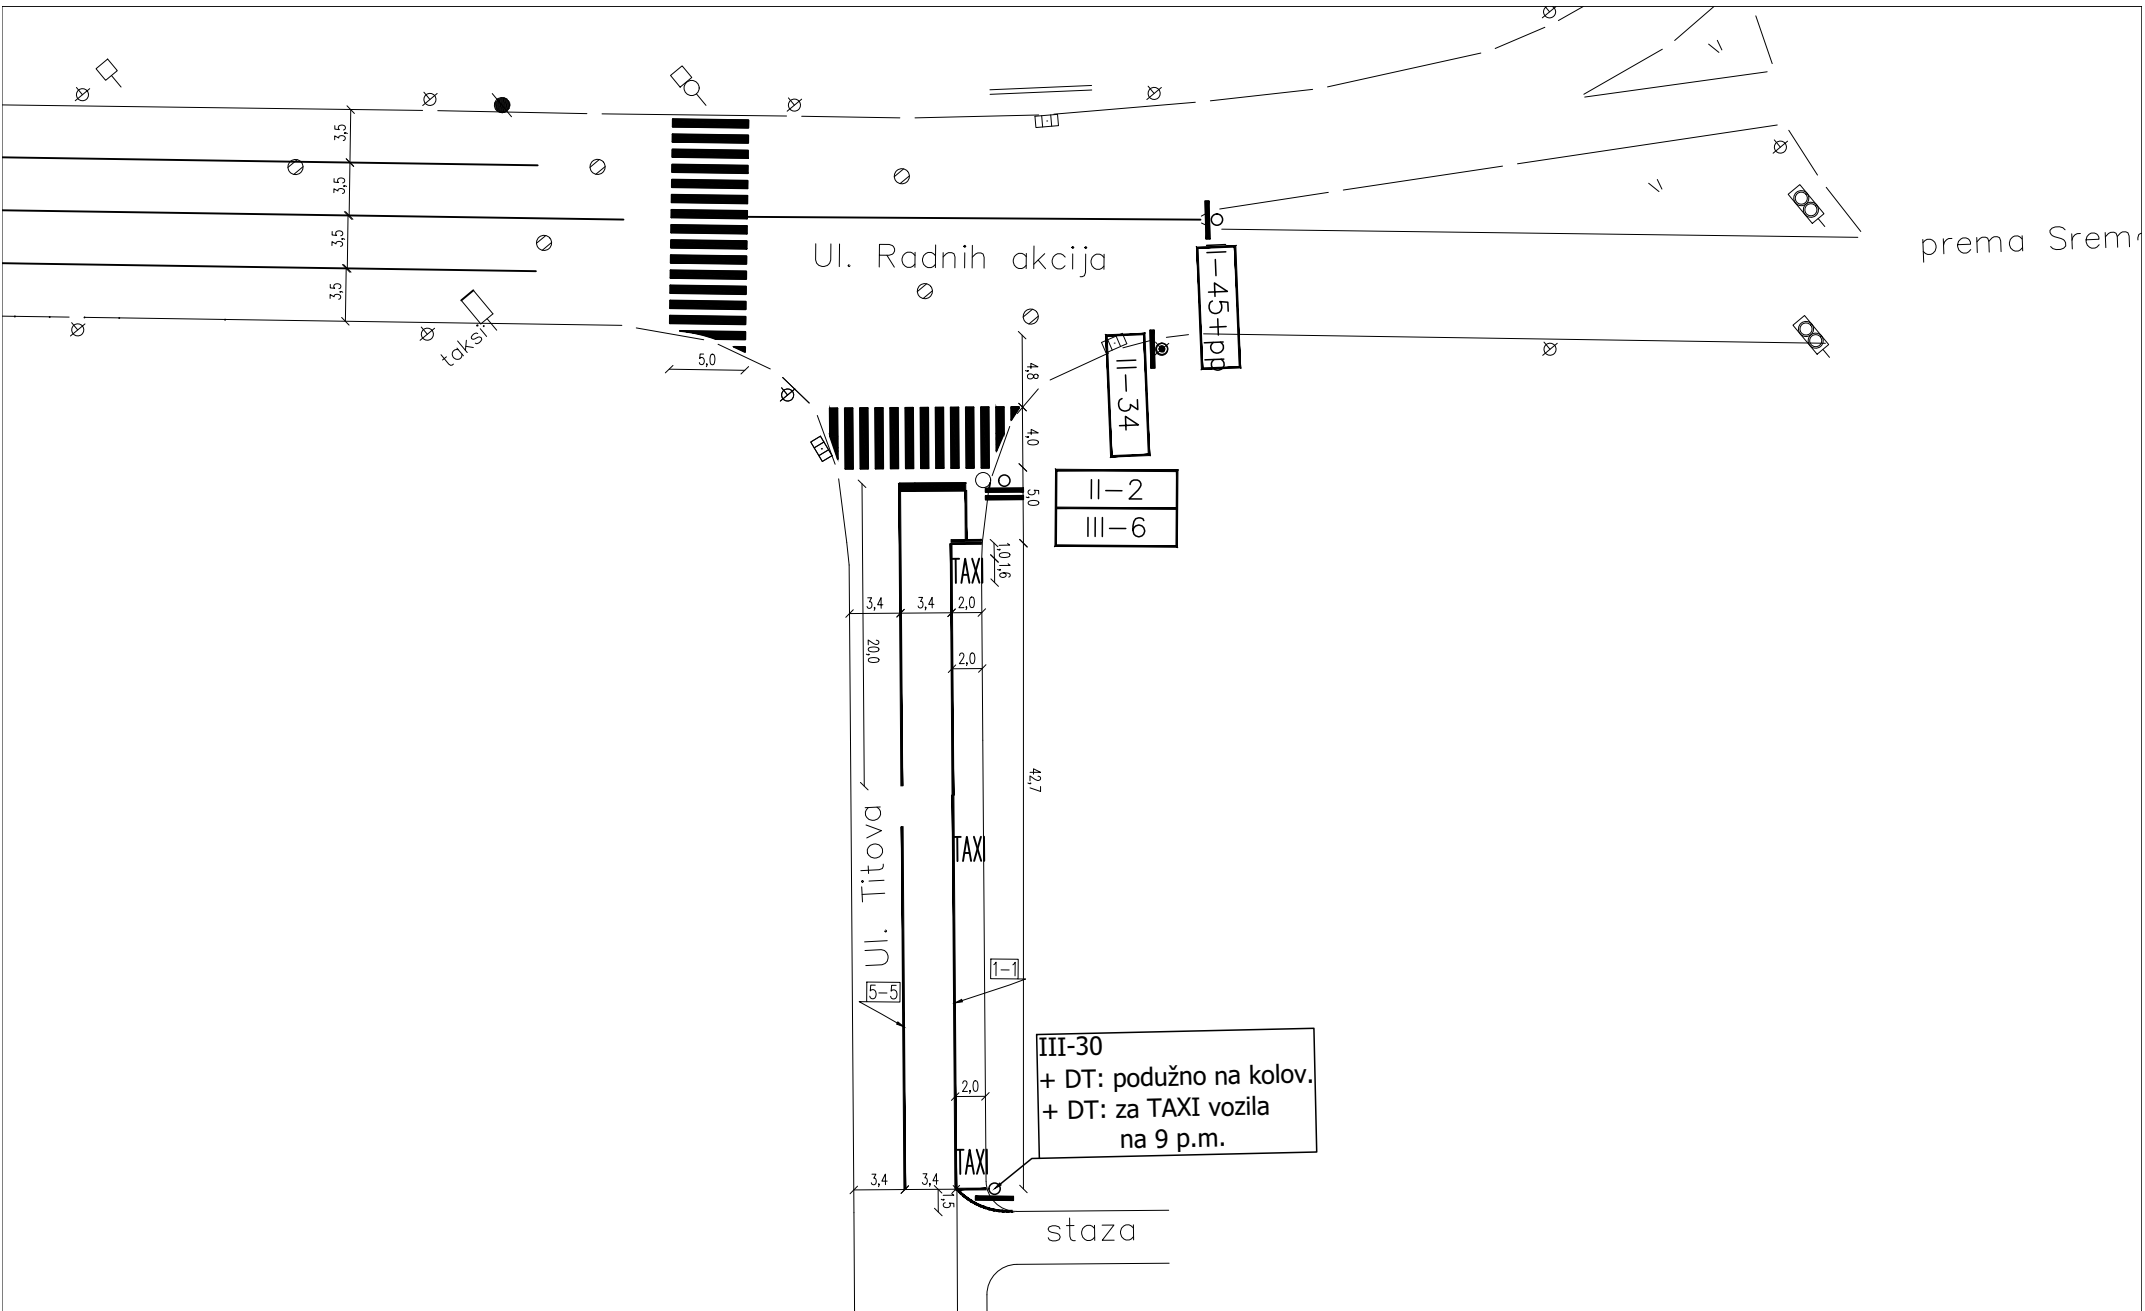 3,5
3,5
3,5
3,5
taksi
5,0
Ul. Radnih akcija
prema Srem
I-45+pp
II-34
4,8
4,0
5,0
II-2
III-6
TAXI
1,0
1,6
3,4
3,4
2,0
20,0
2,0
42,7
Ul. Titova
TAXI
5-5
1-1
III-30
+ DT: podužno na kolov.
+ DT: za TAXI vozila
na 9 p.m.
2,0
TAXI
3,4
3,4
1,5
staza